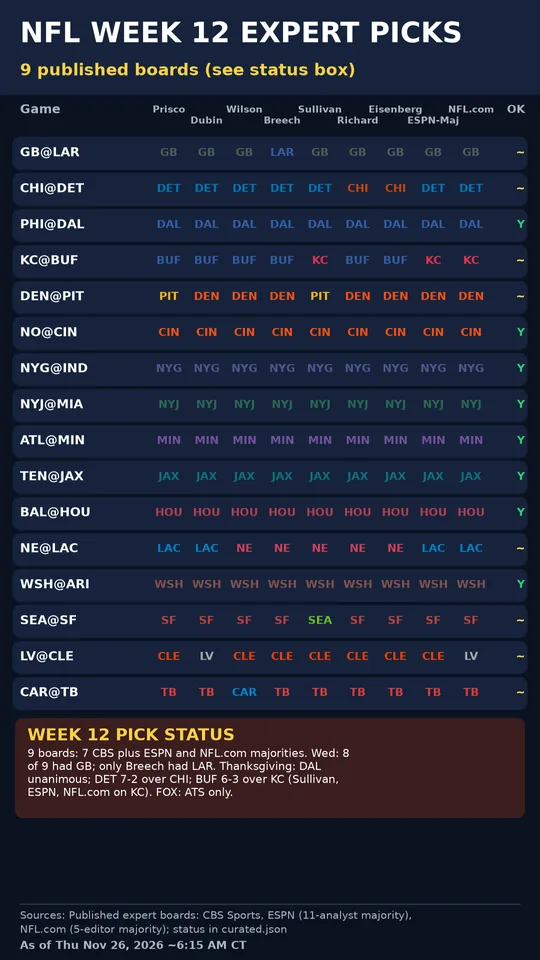 NFL WEEK 12 EXPERT PICKS
9 published boards (see status box)
Game Prisco Dubin Wilson Breech Sullivan Richard Eisenberg ESPN-Maj NFL.com OK
GB@LAR GB GB GB LAR GB GB GB GB GB ~
CHI@DET DET DET DET DET DET CHI CHI DET DET ~
PHI@DAL DAL DAL DAL DAL DAL DAL DAL DAL DAL Y
KC@BUF BUF BUF BUF BUF KC BUF BUF KC KC ~
DEN@PIT PIT DEN DEN DEN PIT DEN DEN DEN DEN ~
NO@CIN CIN CIN CIN CIN CIN CIN CIN CIN CIN Y
NYG@IND NYG NYG NYG NYG NYG NYG NYG NYG NYG Y
NYJ@MIA NYJ NYJ NYJ NYJ NYJ NYJ NYJ NYJ NYJ Y
ATL@MIN MIN MIN MIN MIN MIN MIN MIN MIN MIN Y
TEN@JAX JAX JAX JAX JAX JAX JAX JAX JAX JAX Y
BAL@HOU HOU HOU HOU HOU HOU HOU HOU HOU HOU Y
NE@LAC LAC LAC NE NE NE NE NE LAC LAC ~
WSH@ARI WSH WSH WSH WSH WSH WSH WSH WSH WSH Y
SEA@SF SF SF SF SF SEA SF SF SF SF ~
LV@CLE CLE LV CLE CLE CLE CLE CLE CLE LV ~
CAR@TB TB TB CAR TB TB TB TB TB TB ~
WEEK 12 PICK STATUS
9 boards: 7 CBS plus ESPN and NFL.com majorities. Wed: 8
of 9 had GB; only Breech had LAR. Thanksgiving: DAL
unanimous; DET 7-2 over CHI; BUF 6-3 over KC (Sullivan,
ESPN, NFL.com on KC). FOX: ATS only.
Sources: Published expert boards: CBS Sports, ESPN (11-analyst majority),
NFL.com (5-editor majority); status in curated.json
As of Thu Nov 26, 2026 ~6:15 AM CT